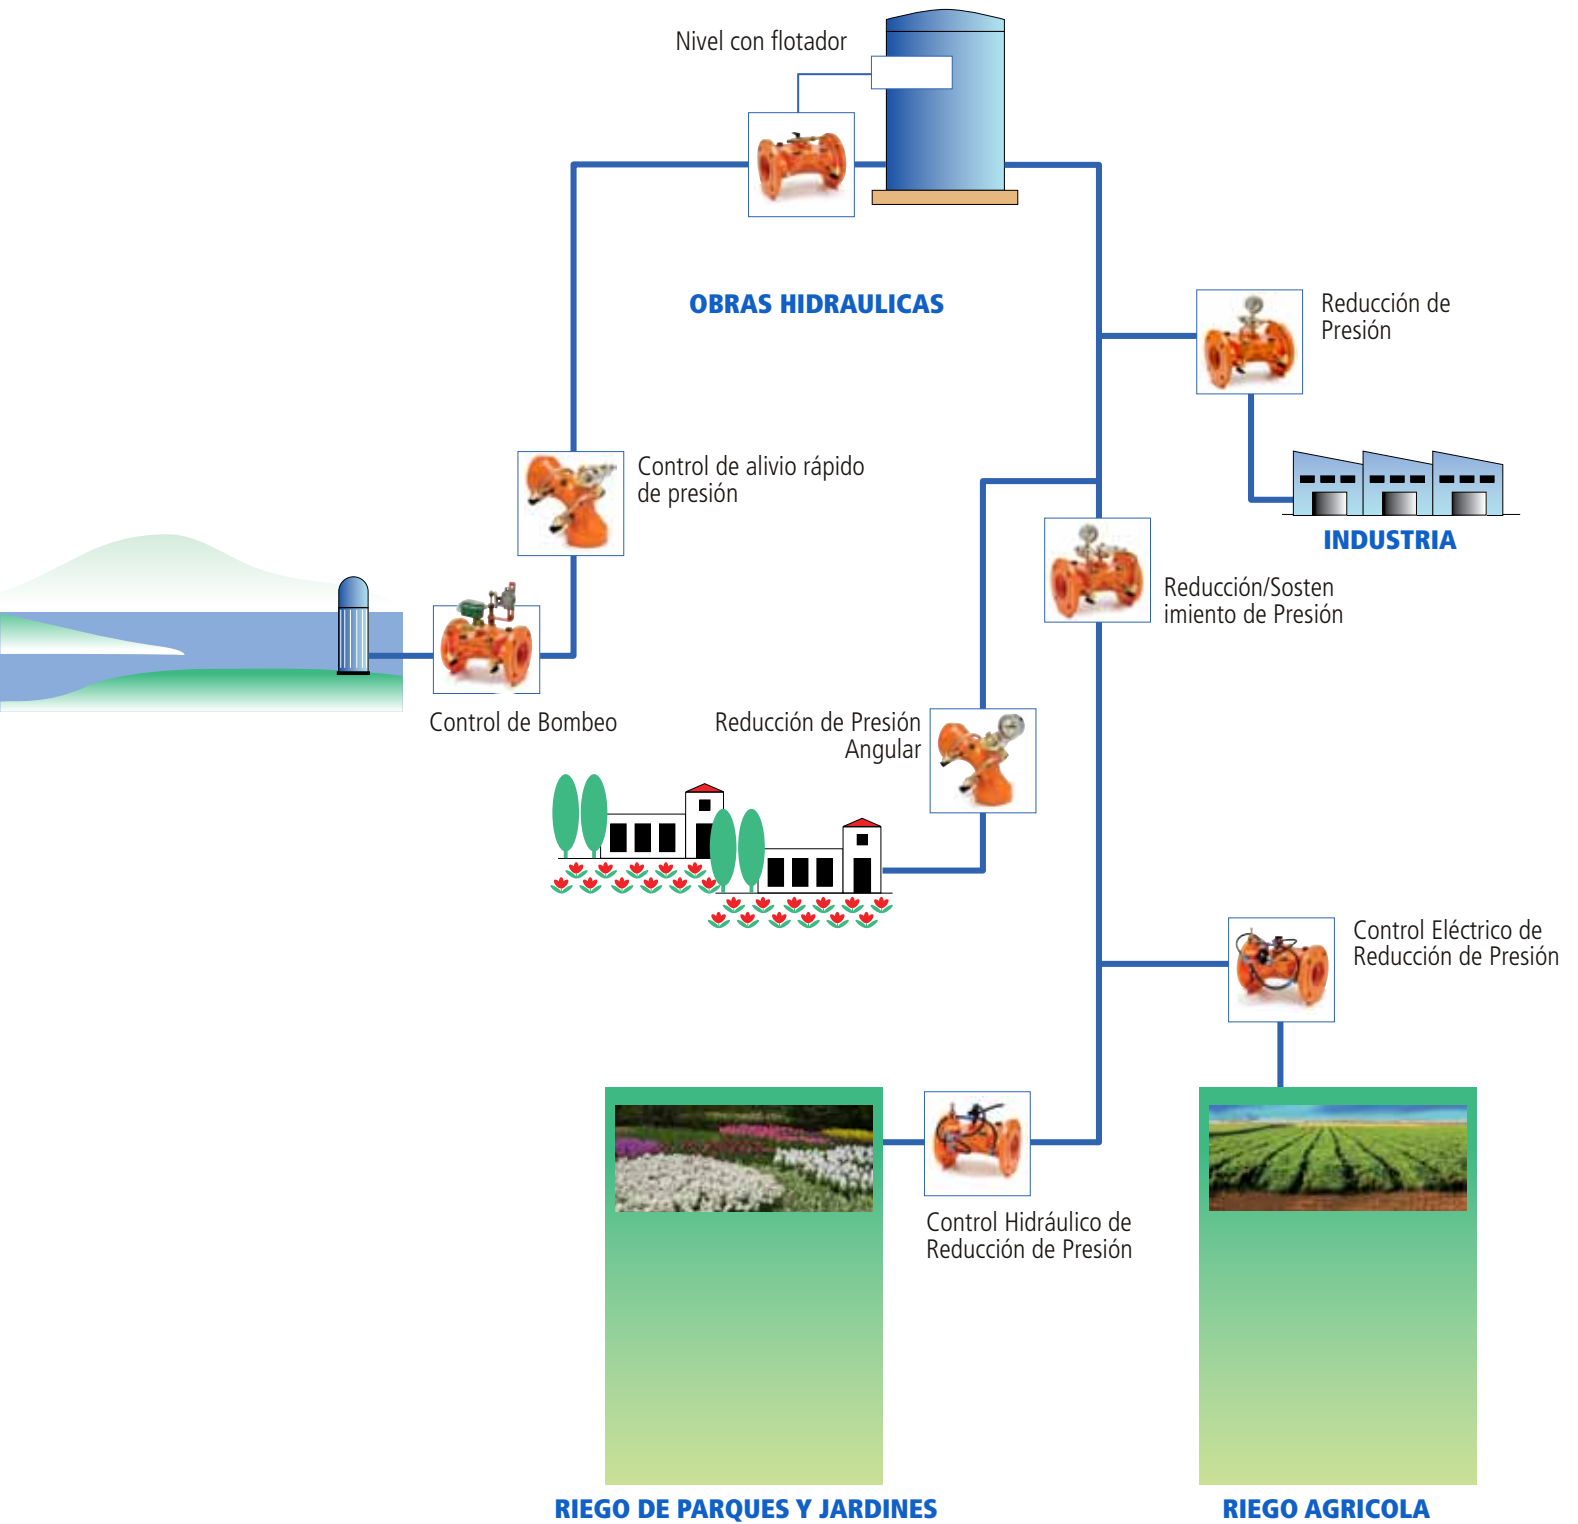 Nivel con flotador
OBRAS HIDRAULICAS
Reducción de
Presión
Control de alivio rápido
de presión
INDUSTRIA
Reducción/Sosten
imiento de Presión
Control de Bombeo
Reducción de Presión
Angular
Control Eléctrico de
Reducción de Presión
Control Hidráulico de
Reducción de Presión
RIEGO DE PARQUES Y JARDINES
RIEGO AGRICOLA